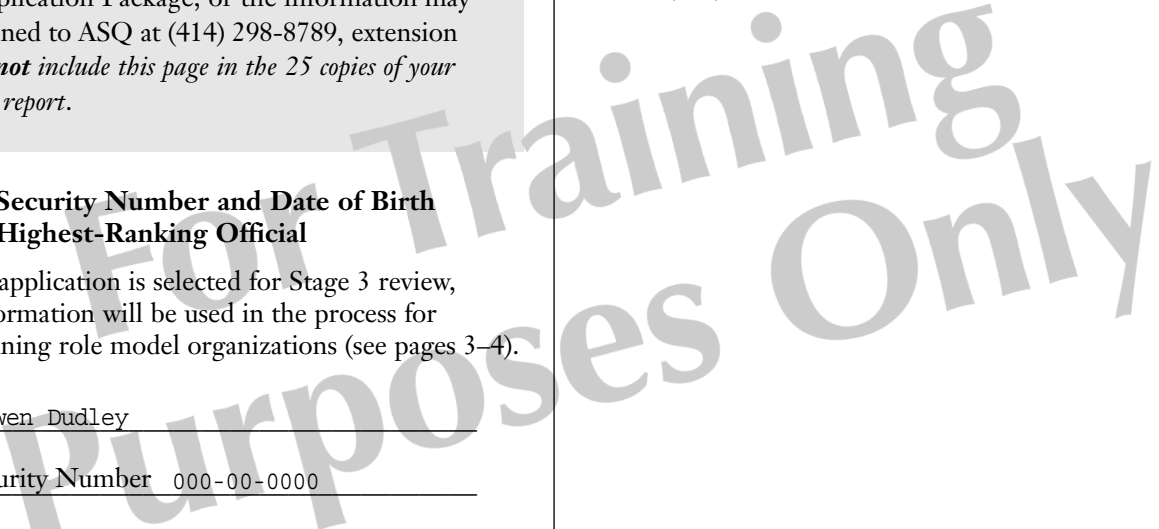 Application Package, or the information may
ned to ASQ at (414) 298-8789, extension
not include this page in the 25 copies of your
report.
Security Number and Date of Birth
Highest-Ranking Official
application is selected for Stage 3 review,
ormation will be used in the process for
ning role model organizations (see pages 3–4).
wen Dudley
urity Number 000-00-0000
For Training
Purposes Only